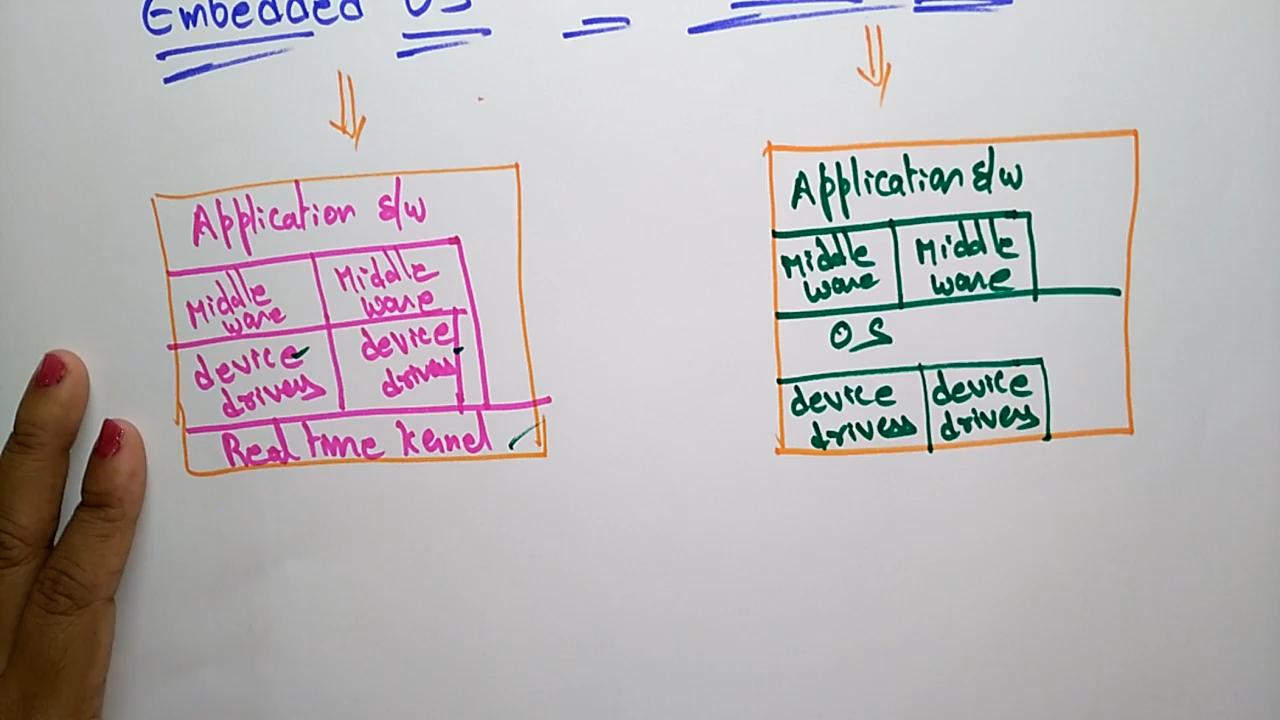 Embedded OS =
Application s/w
Middle
ware
Middle
ware
device
drivers
device
drivers
Real time kernel
Application s/w
Middle
ware
Middle
ware
OS
device
drivers
device
drivers